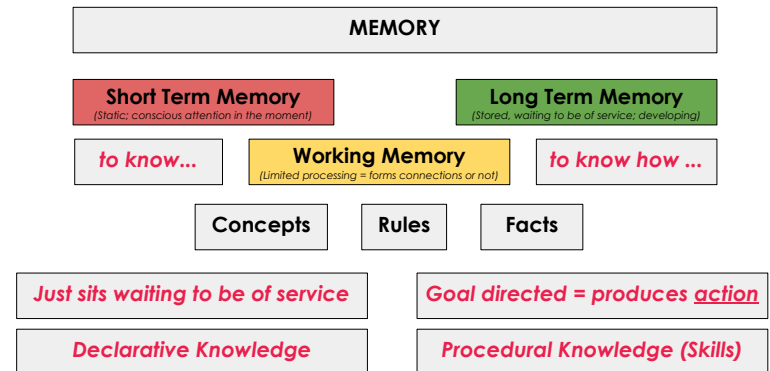 MEMORY
Short Term Memory
(Static; conscious attention in the moment)
Long Term Memory
(Stored, waiting to be of service; developing)
to know...
Working Memory
(Limited processing = forms connections or not)
to know how ...
Concepts
Rules
Facts
Just sits waiting to be of service
Goal directed = produces action
Declarative Knowledge
Procedural Knowledge (Skills)